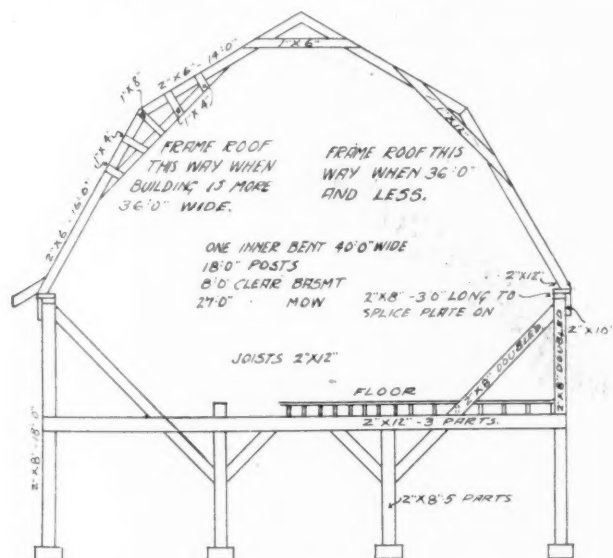 1"X6"
2"X6"-14'0"
1"X8"
1"X4"
1"X4"
2"X6"-16'0"
1"X12"
FRAME ROOF
THIS WAY WHEN
BUILDING IS MORE
36'0" WIDE.
FRAME ROOF THIS
WAY WHEN 36'0"
AND LESS.
ONE INNER BENT 40'0" WIDE
18'0" POSTS
8'0" CLEAR BASMT
27'0" " MOW
2"X12"
2"X8"-3'0" LONG TO
SPLICE PLATE ON
2"X10"
JOISTS 2"X12"
2"X8" DOUBLED
2"X8" DOUBLED
FLOOR
2"X12"-3 PARTS.
2"X8"-18'0"
2"X8"-5 PARTS